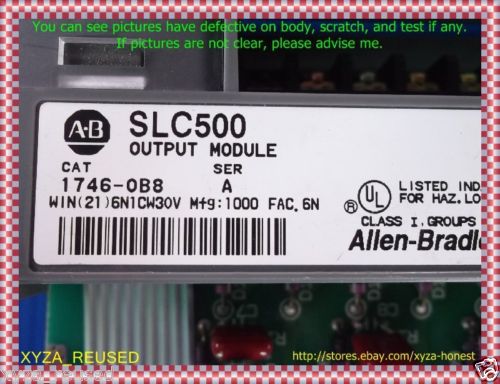 You can see pictures have defective on body, scratch, and test if any.
If pictures are not clear, please advise me.
A-B
SLC500
OUTPUT MODULE
CAT SER
1746-OB8 A
WIN(21)6N1CW30V Mfg:1000 FAC.6N
UL
®
LISTED IND
FOR HAZ.LO
CLASS I, GROUPS
Allen-Bradle
XYZA_REUSED
http://stores.ebay.com/xyza-honest
xyza_reused